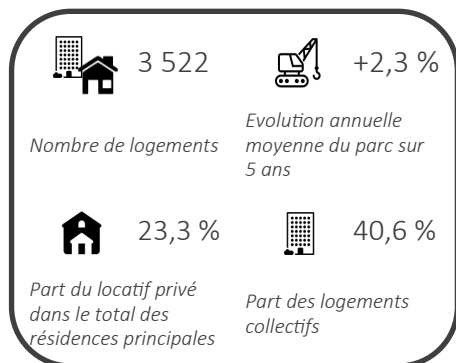 3 522
Nombre de logements
+2,3 %
Evolution annuelle
moyenne du parc sur
5 ans
23,3 %
Part du locatif privé
dans le total des
résidences principales
40,6 %
Part des logements
collectifs